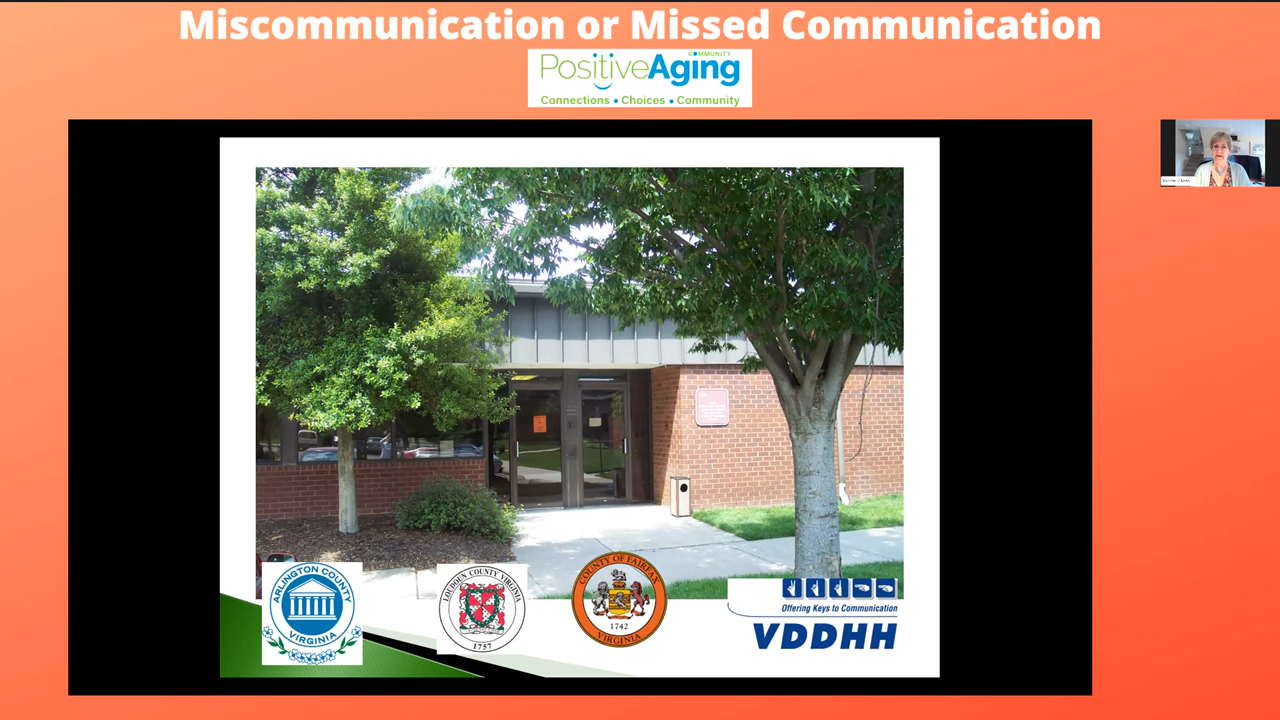 Miscommunication or Missed Communication
COMMUNITY
PositiveAging
Connections • Choices • Community
ARLINGTON COUNTY
VIRGINIA
LOUDOUN COUNTY VIRGINIA
1757
COUNTY OF FAIRFAX
1742
VIRGINIA
Offering Keys to Communication
VDDHH